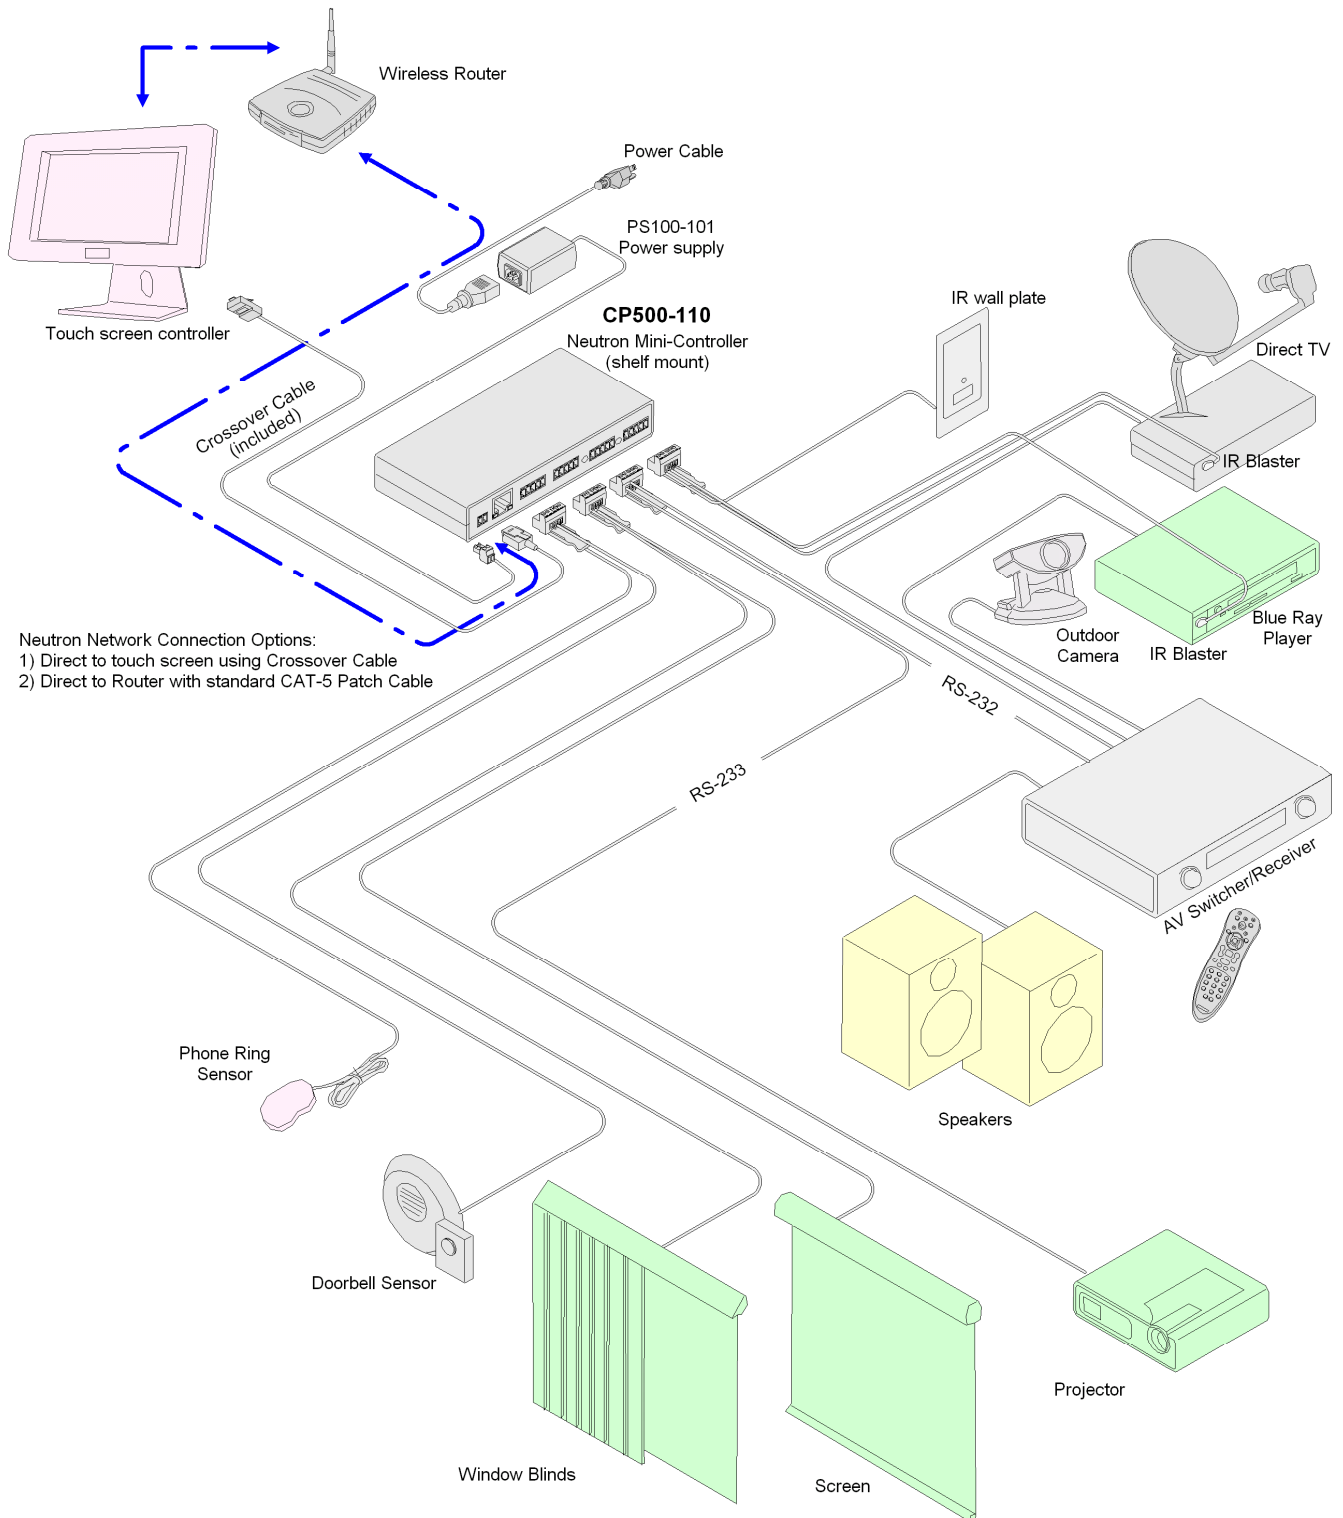 Wireless Router
Power Cable
PS100-101
Power supply
IR wall plate
CP500-110
Neutron Mini-Controller
(shelf mount)
Touch screen controller
Direct TV
Crossover Cable
(included)
IR Blaster
Neutron Network Connection Options:
1) Direct to touch screen using Crossover Cable
2) Direct to Router with standard CAT-5 Patch Cable
Outdoor
Camera
Blue Ray
Player
IR Blaster
RS-232
RS-233
AV Switcher/Receiver
Phone Ring
Sensor
Speakers
Doorbell Sensor
Projector
Window Blinds
Screen